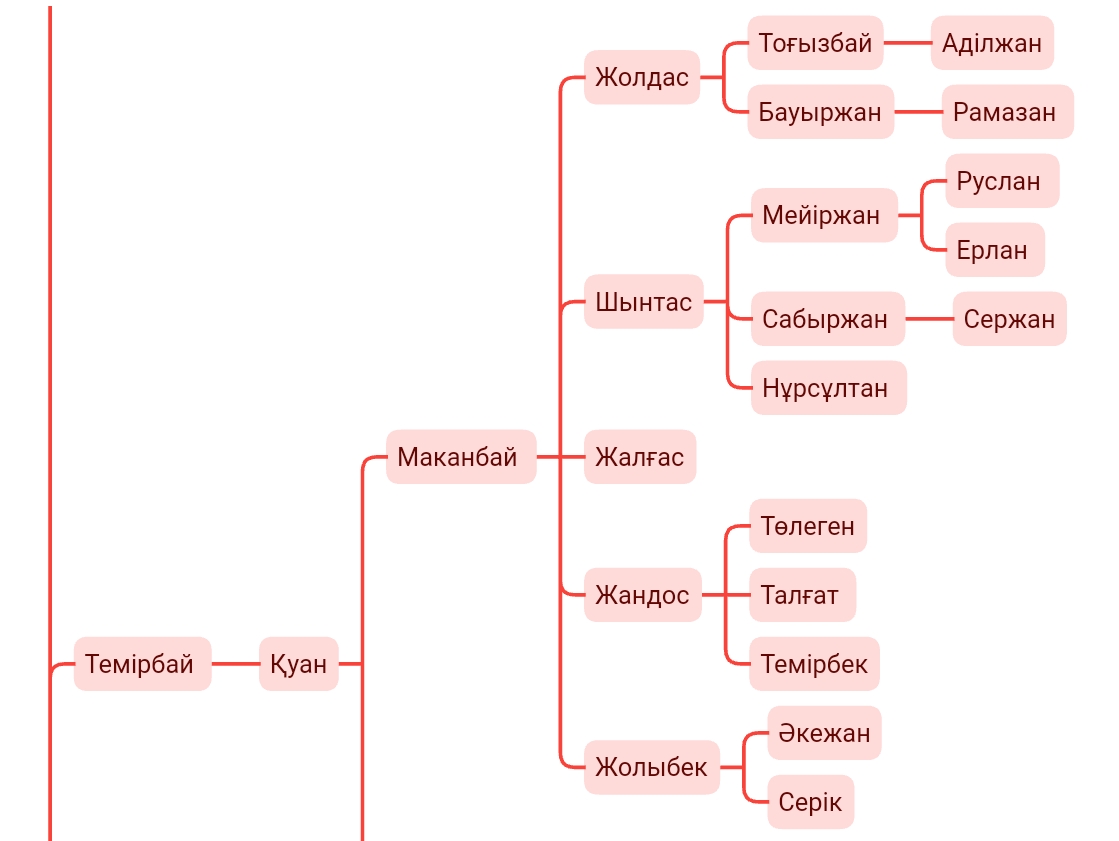 Тоғызбай
Аділжан
Жолдас
Бауыржан
Рамазан
Руслан
Мейіржан
Ерлан
Шынтас
Сабыржан
Сержан
Нұрсұлтан
Маканбай
Жалғас
Төлеген
Жандос
Талғат
Темірбай
Қуан
Темірбек
Әкежан
Жолыбек
Серік